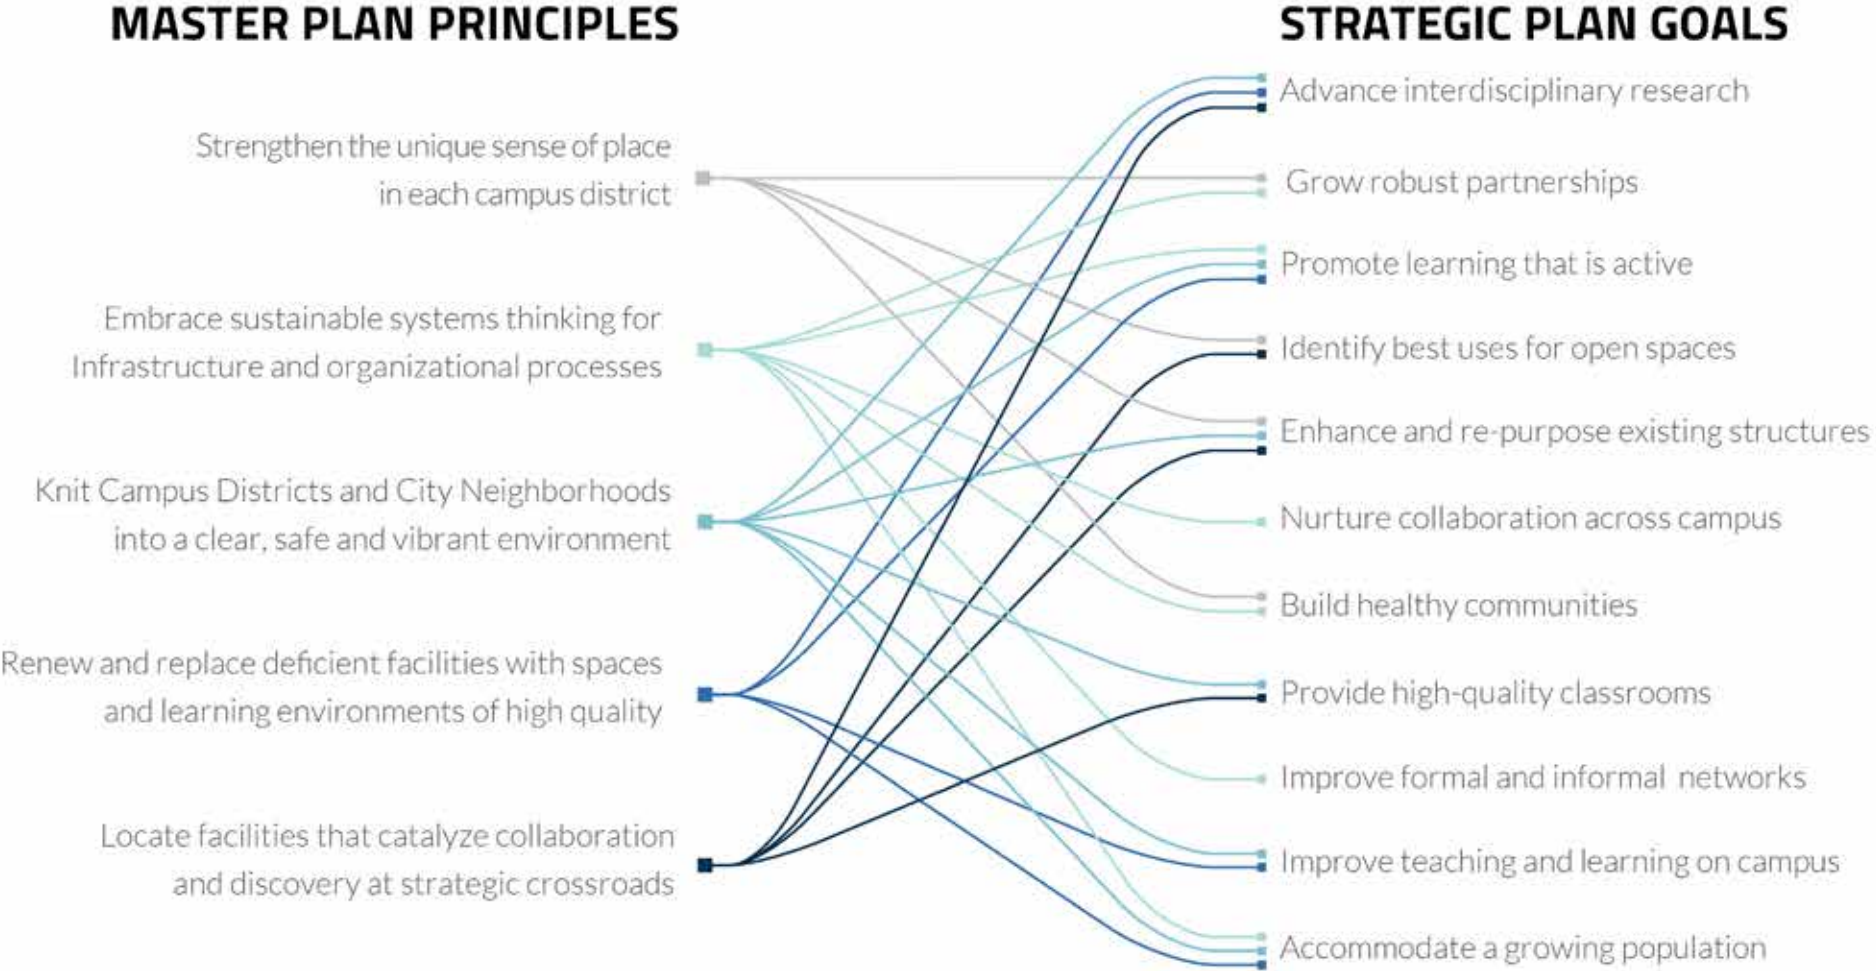 MASTER PLAN PRINCIPLES
Strengthen the unique sense of place
in each campus district
Embrace sustainable systems thinking for
Infrastructure and organizational processes
Knit Campus Districts and City Neighborhoods
into a clear, safe and vibrant environment
Renew and replace deficient facilities with spaces
and learning environments of high quality
Locate facilities that catalyze collaboration
and discovery at strategic crossroads
STRATEGIC PLAN GOALS
Advance interdisciplinary research
Grow robust partnerships
Promote learning that is active
Identify best uses for open spaces
Enhance and re-purpose existing structures
Nurture collaboration across campus
Build healthy communities
Provide high-quality classrooms
Improve formal and informal networks
Improve teaching and learning on campus
Accommodate a growing population